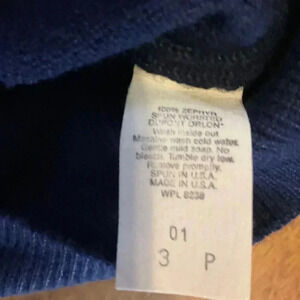 100% ZEPHYR
SPUN WORSTED
DUPONT ORLON*
Wash inside out
Machine wash cold water.
Gentle mild soap. No
bleach. Tumble dry low.
Remove promptly.
SPUN IN U.S.A.
MADE IN U.S.A.
WPL 8238
01
3 P